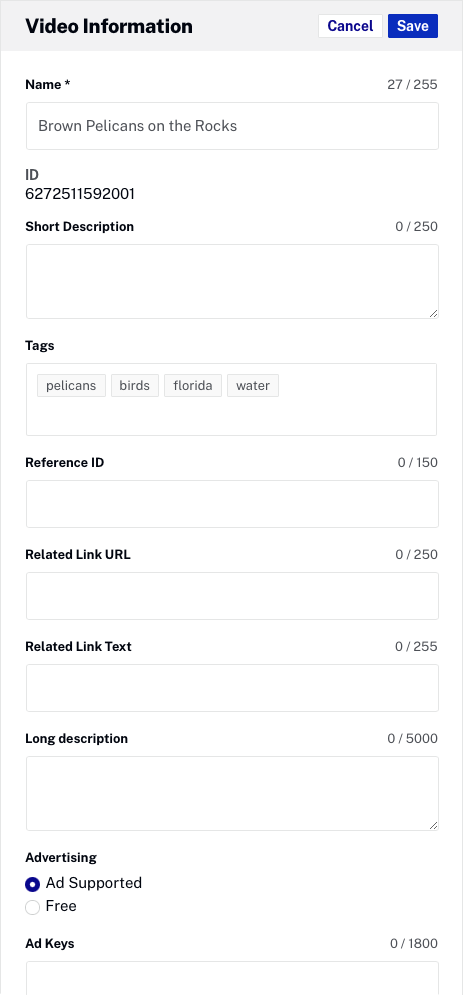 Video Information Cancel Save
Name * 27 / 255
Brown Pelicans on the Rocks
ID
6272511592001
Short Description 0 / 250
Tags
pelicans birds florida water
Reference ID 0 / 150
Related Link URL 0 / 250
Related Link Text 0 / 255
Long description 0 / 5000
Advertising
Ad Supported
Free
Ad Keys 0 / 1800